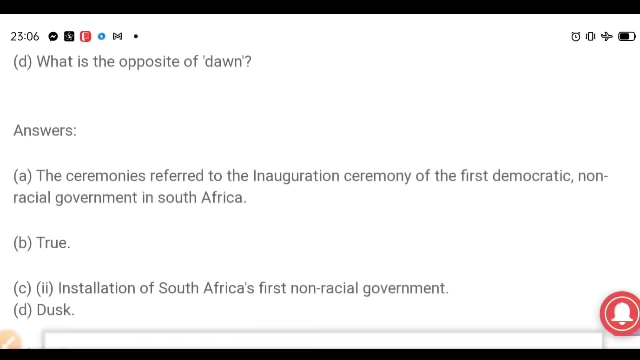 23:06
(d) What is the opposite of 'dawn'?
Answers:
(a) The ceremonies referred to the Inauguration ceremony of the first democratic, non-
racial government in south Africa.
(b) True.
(c) (ii) Installation of South Africa's first non-racial government.
(d) Dusk.